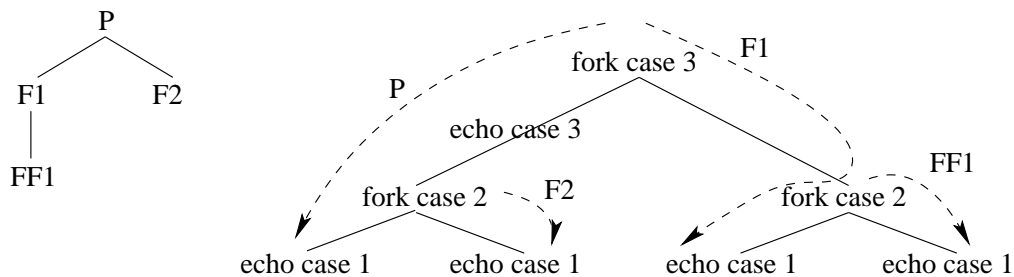 P
F1 F2
FF1
fork case 3
F1
P
echo case 3
fork case 2
F2
fork case 2
FF1
echo case 1
echo case 1
echo case 1
echo case 1